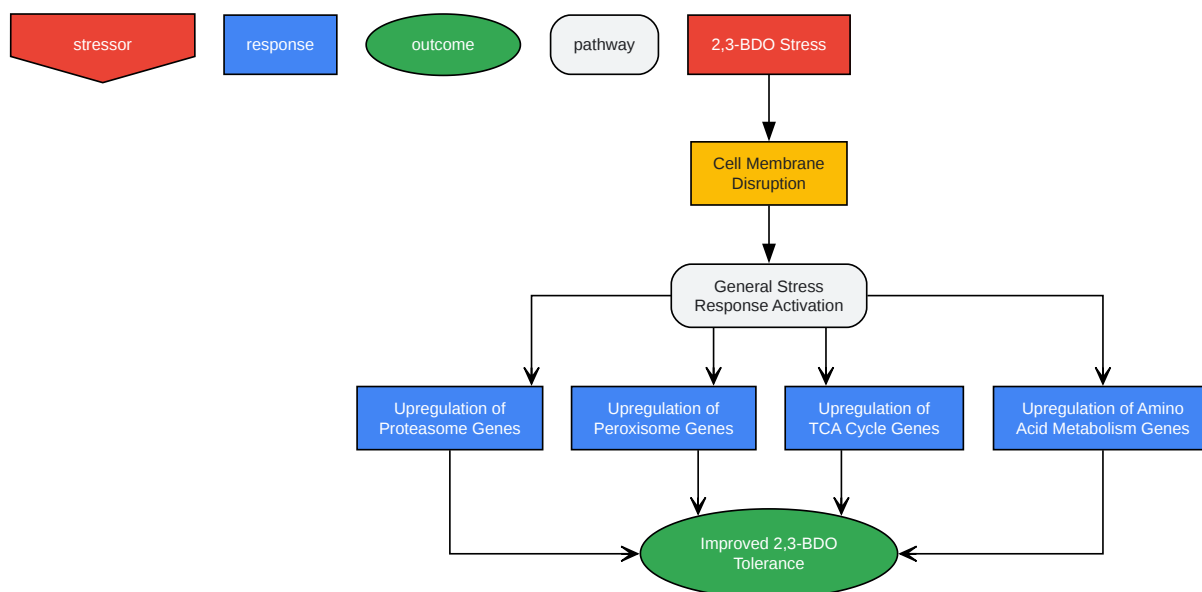 stressor
response
outcome
pathway
2,3-BDO Stress
Cell Membrane
Disruption
General Stress
Response Activation
Upregulation of
Proteasome Genes
Upregulation of
Peroxisome Genes
Upregulation of
TCA Cycle Genes
Upregulation of Amino
Acid Metabolism Genes
Improved 2,3-BDO
Tolerance